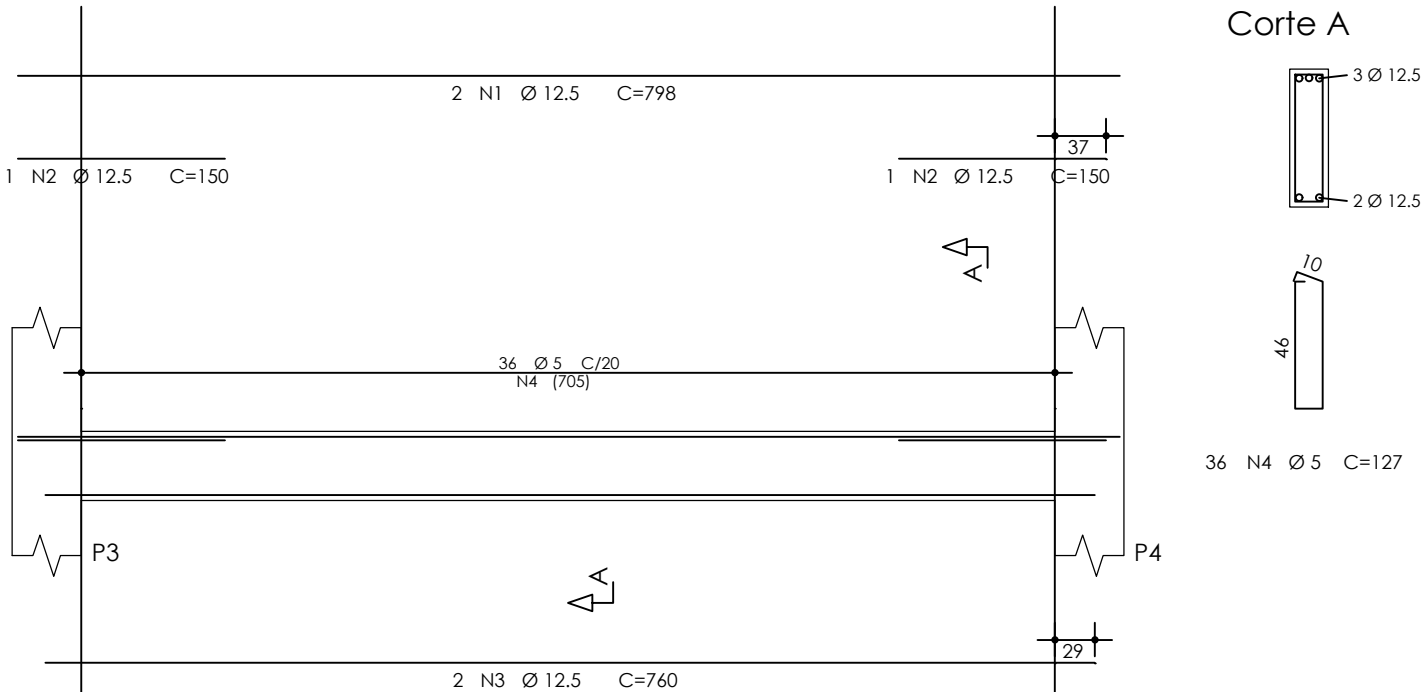 Corte A
2 N1 Ø 12.5 C=798
3 Ø 12.5
37
1 N2 Ø 12.5 C=150
1 N2 Ø 12.5 C=150
2 Ø 12.5
A
10
46
36 Ø 5 C/20
N4 (705)
36 N4 Ø 5 C=127
P3
P4
A
29
2 N3 Ø 12.5 C=760